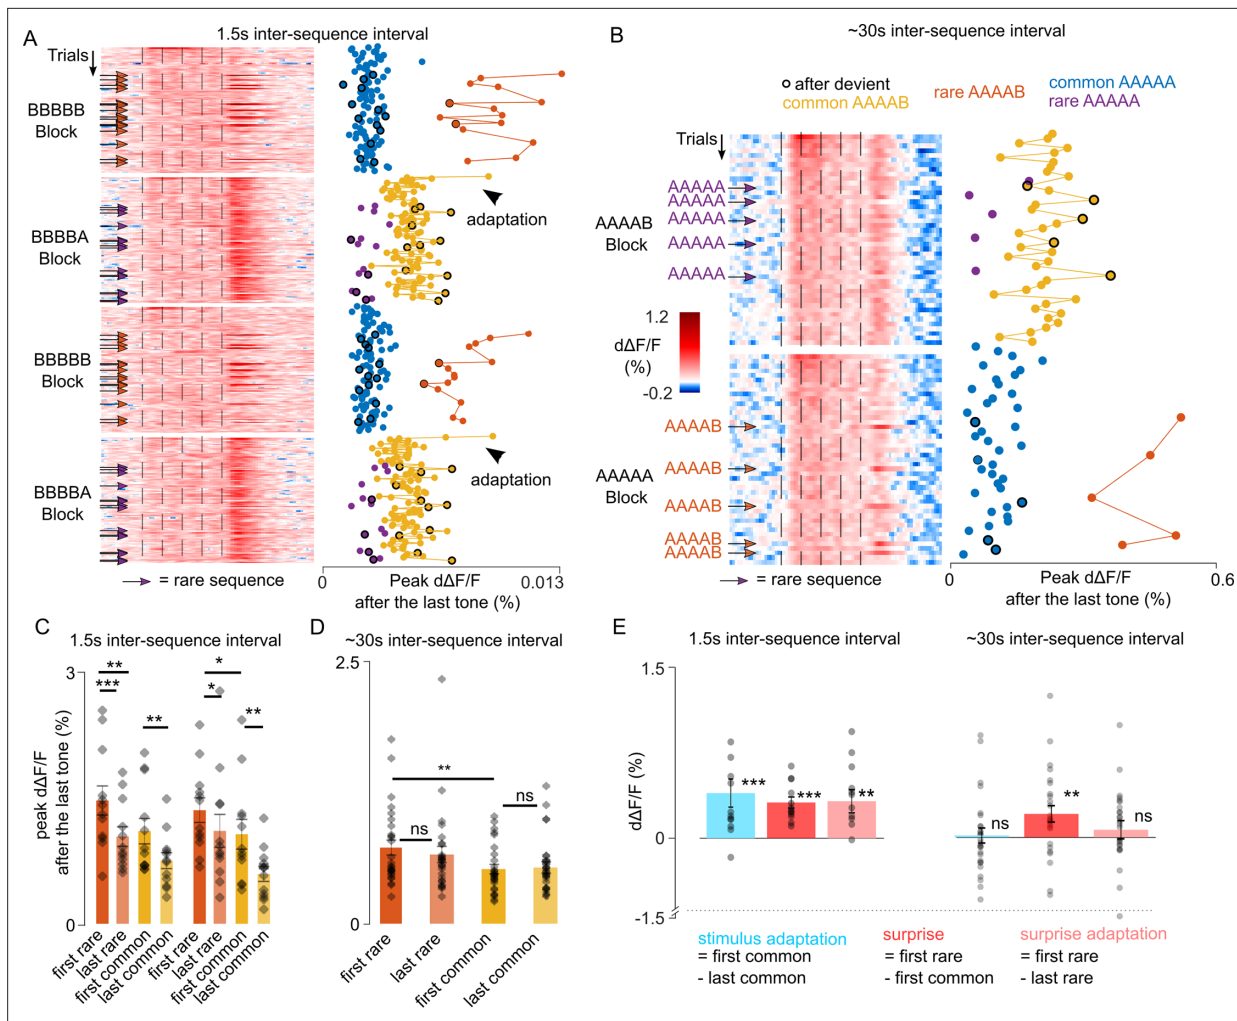 A
1.5s inter-sequence interval
Trials
BBBBB
Block
BBBBA
Block
adaptation
BBBBB
Block
BBBBA
Block
adaptation
= rare sequence
0
0.013
Peak d∆F/F
after the last tone (%)
B
~30s inter-sequence interval
after devient
common AAAAB
rare AAAAB
common AAAAA
rare AAAAA
Trials
AAAAA
AAAAA
AAAAA
AAAAA
AAAAA
AAAAB
Block
1.2
d∆F/F
(%)
-0.2
AAAAB
AAAAB
AAAAB
AAAAB
AAAAB
AAAAA
Block
= rare sequence
0
0.6
Peak d∆F/F
after the last tone (%)
C
1.5s inter-sequence interval
3
0
peak d∆F/F
after the last tone (%)
**
***
**
*
*
**
first rare
last rare
first common
last common
first rare
last rare
first common
last common
D
~30s inter-sequence interval
2.5
0
**
ns
ns
first rare
last rare
first common
last common
E
1.5s inter-sequence interval
~30s inter-sequence interval
1.5
0
-1.5
d∆F/F (%)
***
***
**
ns
**
ns
stimulus adaptation
= first common
- last common
surprise
= first rare
- first common
surprise adaptation
= first rare
- last rare